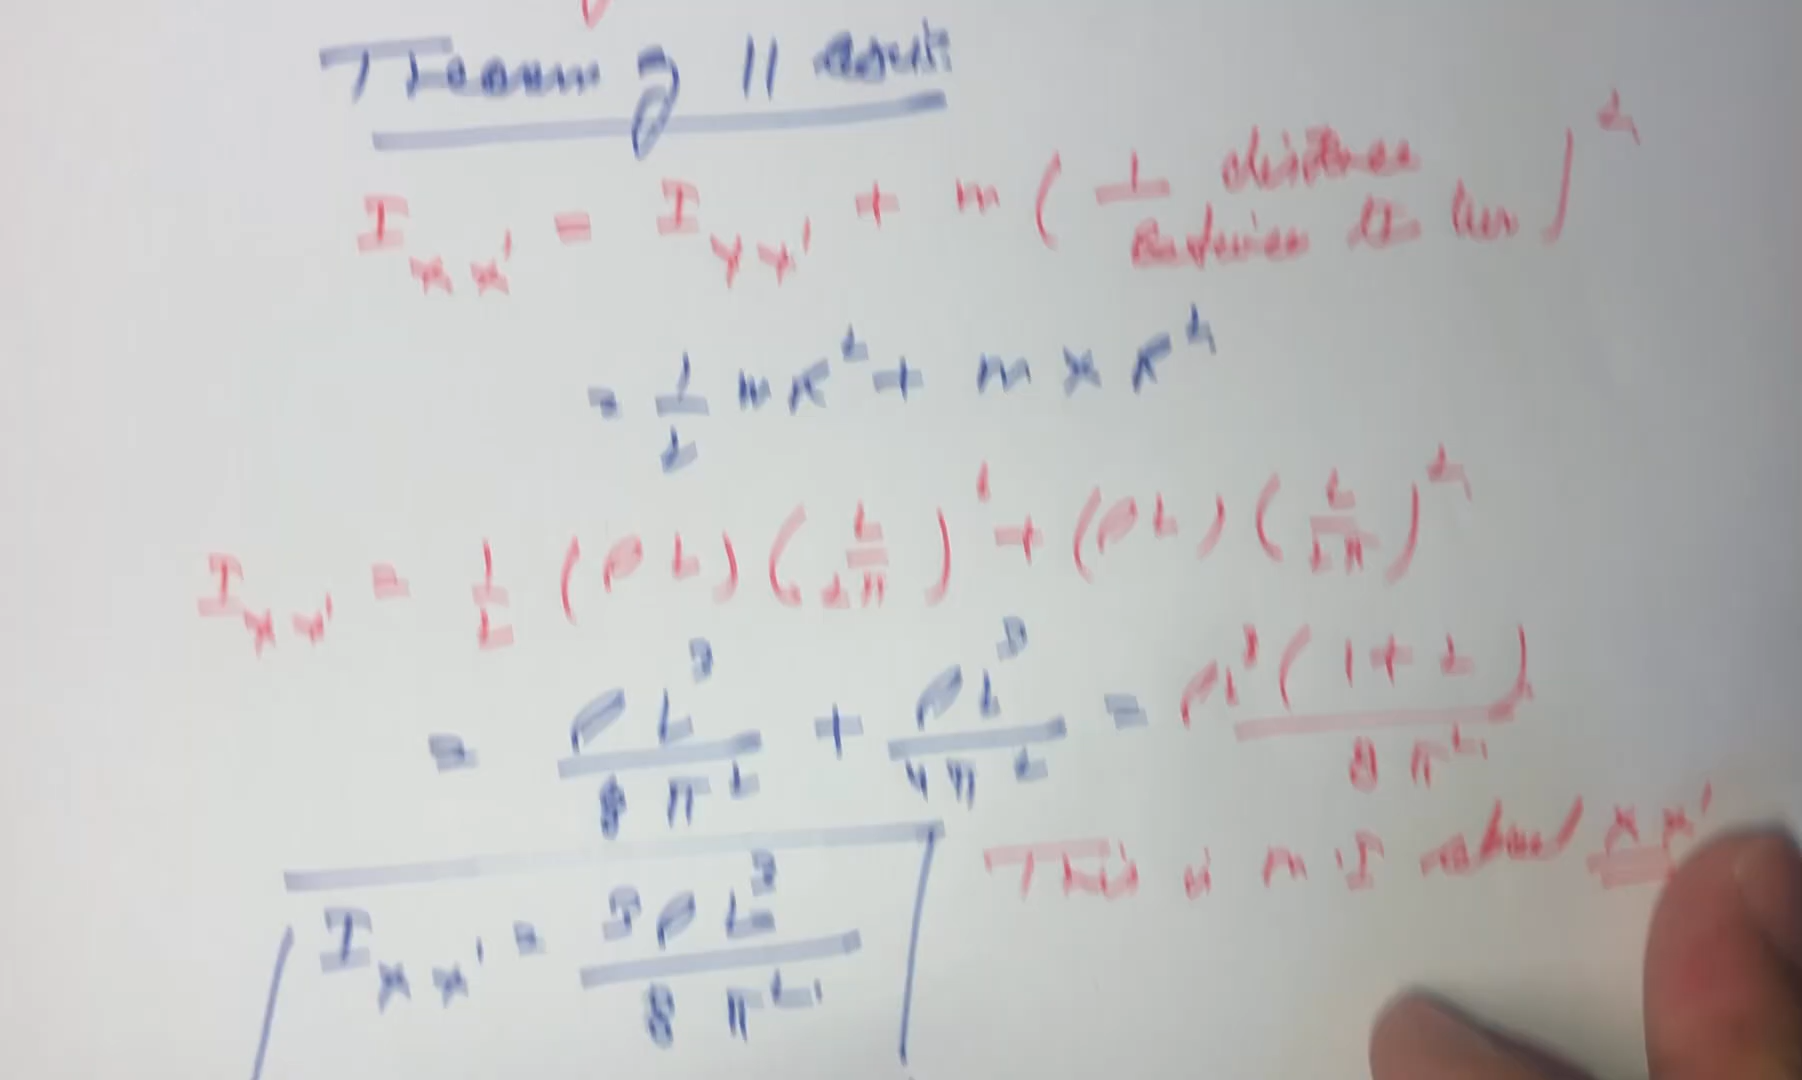 Theorem of || axis
I_xx' = I_yy' + m ( ⊥ distance
between the two )²
= 1/2 m r² + m x r²
I_xx' = 1/2 (ρL) (L/2π)² + (ρL) (L/2π)²
= ρL³/8π² + ρL³/4π² = ρL³(1+2)/8π²
This is M.I about xx'
I_xx' = 3ρL³/8π²